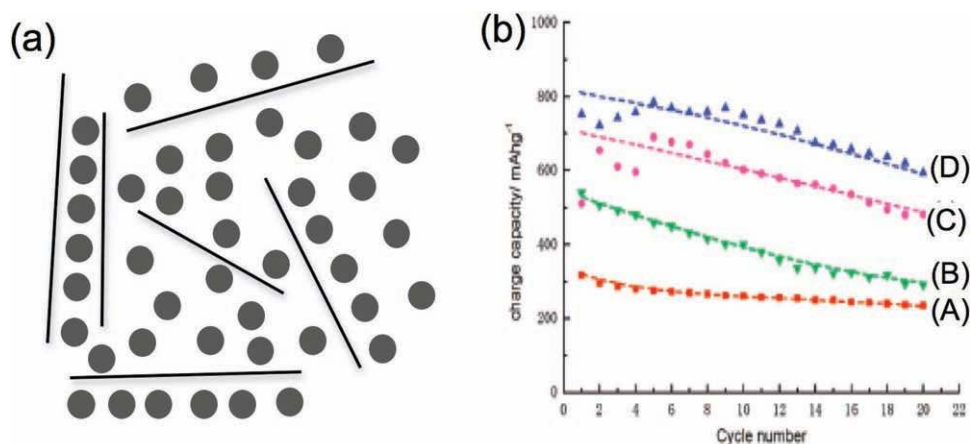 (a)
(b)
charge capacity/ mAhg⁻¹
1000
800
600
400
200
0
0 2 4 6 8 10 12 14 16 18 20 22
Cycle number
(D)
(C)
(B)
(A)